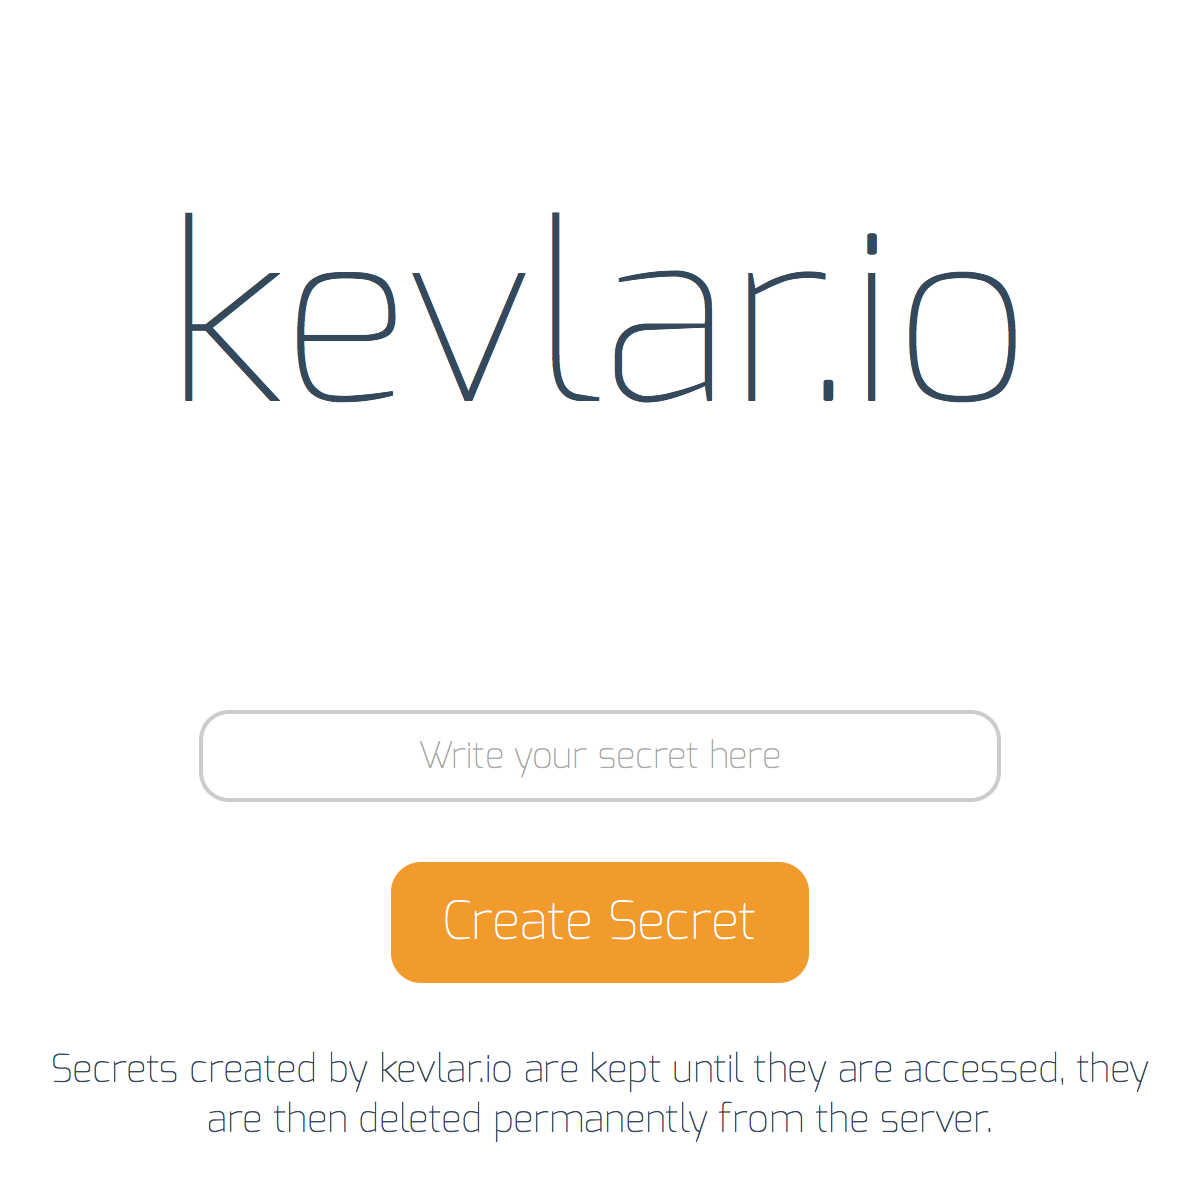 kevlar.io
Write your secret here
Create Secret
Secrets created by kevlar.io are kept until they are accessed, they
are then deleted permanently from the server.